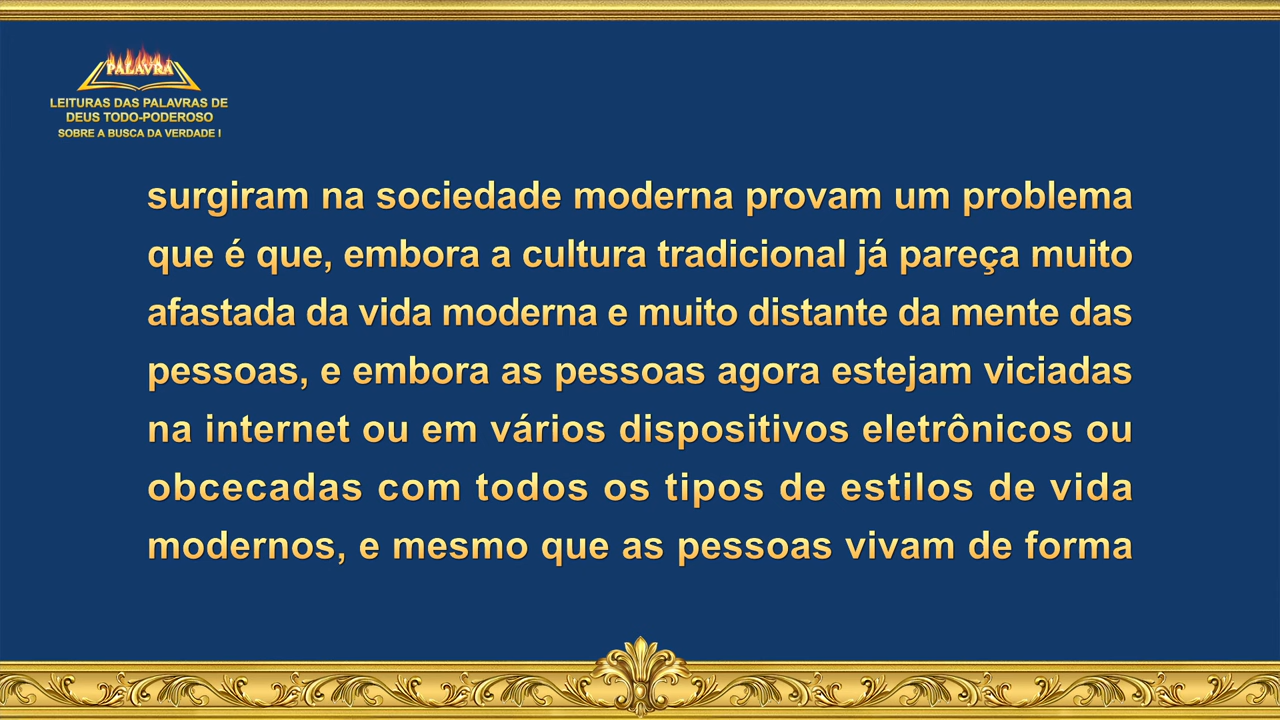 PALAVRA
LEITURAS DAS PALAVRAS DE
DEUS TODO-PODEROSO
SOBRE A BUSCA DA VERDADE I
surgiram na sociedade moderna provam um problema
que é que, embora a cultura tradicional já pareça muito
afastada da vida moderna e muito distante da mente das
pessoas, e embora as pessoas agora estejam viciadas
na internet ou em vários dispositivos eletrônicos ou
obcecadas com todos os tipos de estilos de vida
modernos, e mesmo que as pessoas vivam de forma